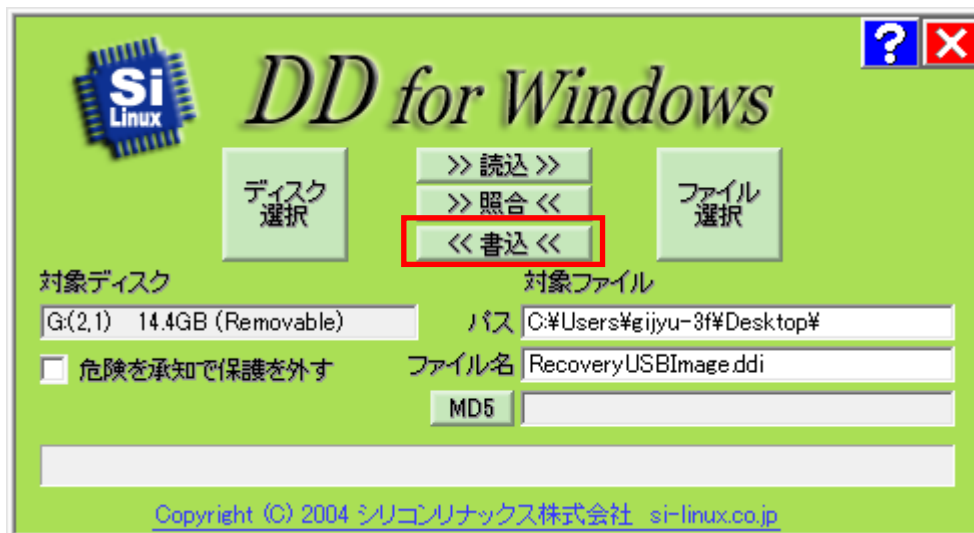 Si
Linux
DD for Windows
?
ディスク
選択
>> 読込 >>
>> 照合 <<
<< 書込 <<
ファイル
選択
対象ディスク
対象ファイル
G:(2,1) 14.4GB (Removable)
パス C:¥Users¥gijyu-3f¥Desktop¥
危険を承知で保護を外す
ファイル名 RecoveryUSBImage.ddi
MD5
Copyright (C) 2004 シリコンリナックス株式会社 si-linux.co.jp